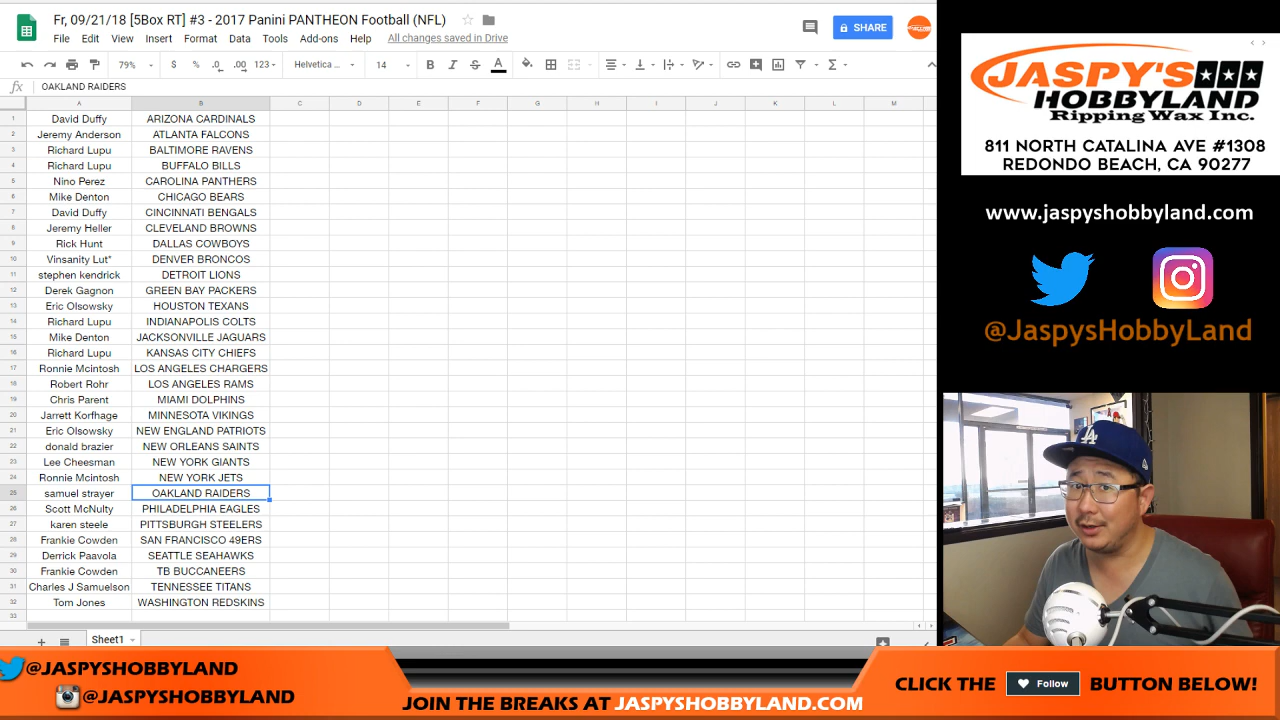 Fr, 09/21/18 [5Box RT] #3 - 2017 Panini PANTHEON Football (NFL)
File Edit View Insert Format Data Tools Add-ons Help All changes saved in Drive
SHARE
79% $ % .0 .00 123 Helvetica ... 14 B I S A Σ
fx OAKLAND RAIDERS
A B C D E F G H I J K L M
1 David Duffy ARIZONA CARDINALS
2 Jeremy Anderson ATLANTA FALCONS
3 Richard Lupu BALTIMORE RAVENS
4 Richard Lupu BUFFALO BILLS
5 Nino Perez CAROLINA PANTHERS
6 Mike Denton CHICAGO BEARS
7 David Duffy CINCINNATI BENGALS
8 Jeremy Heller CLEVELAND BROWNS
9 Rick Hunt DALLAS COWBOYS
10 Vinsanity Lut* DENVER BRONCOS
11 stephen kendrick DETROIT LIONS
12 Derek Gagnon GREEN BAY PACKERS
13 Eric Olsowsky HOUSTON TEXANS
14 Richard Lupu INDIANAPOLIS COLTS
15 Mike Denton JACKSONVILLE JAGUARS
16 Richard Lupu KANSAS CITY CHIEFS
17 Ronnie Mcintosh LOS ANGELES CHARGERS
18 Robert Rohr LOS ANGELES RAMS
19 Chris Parent MIAMI DOLPHINS
20 Jarrett Korfhage MINNESOTA VIKINGS
21 Eric Olsowsky NEW ENGLAND PATRIOTS
22 donald brazier NEW ORLEANS SAINTS
23 Lee Cheesman NEW YORK GIANTS
24 Ronnie Mcintosh NEW YORK JETS
25 samuel strayer OAKLAND RAIDERS
26 Scott McNulty PHILADELPHIA EAGLES
27 karen steele PITTSBURGH STEELERS
28 Frankie Cowden SAN FRANCISCO 49ERS
29 Derrick Paavola SEATTLE SEAHAWKS
30 Frankie Cowden TB BUCCANEERS
31 Charles J Samuelson TENNESSEE TITANS
32 Tom Jones WASHINGTON REDSKINS
33
Sheet1
JASPY'S
HOBBYLAND
Ripping Wax Inc.
811 NORTH CATALINA AVE #1308
REDONDO BEACH, CA 90277
www.jaspyshobbyland.com
@JaspysHobbyLand
LA
@JASPYSHOBBYLAND
@JASPYSHOBBYLAND
JOIN THE BREAKS AT JASPYSHOBBYLAND.COM
CLICK THE Follow BUTTON BELOW!